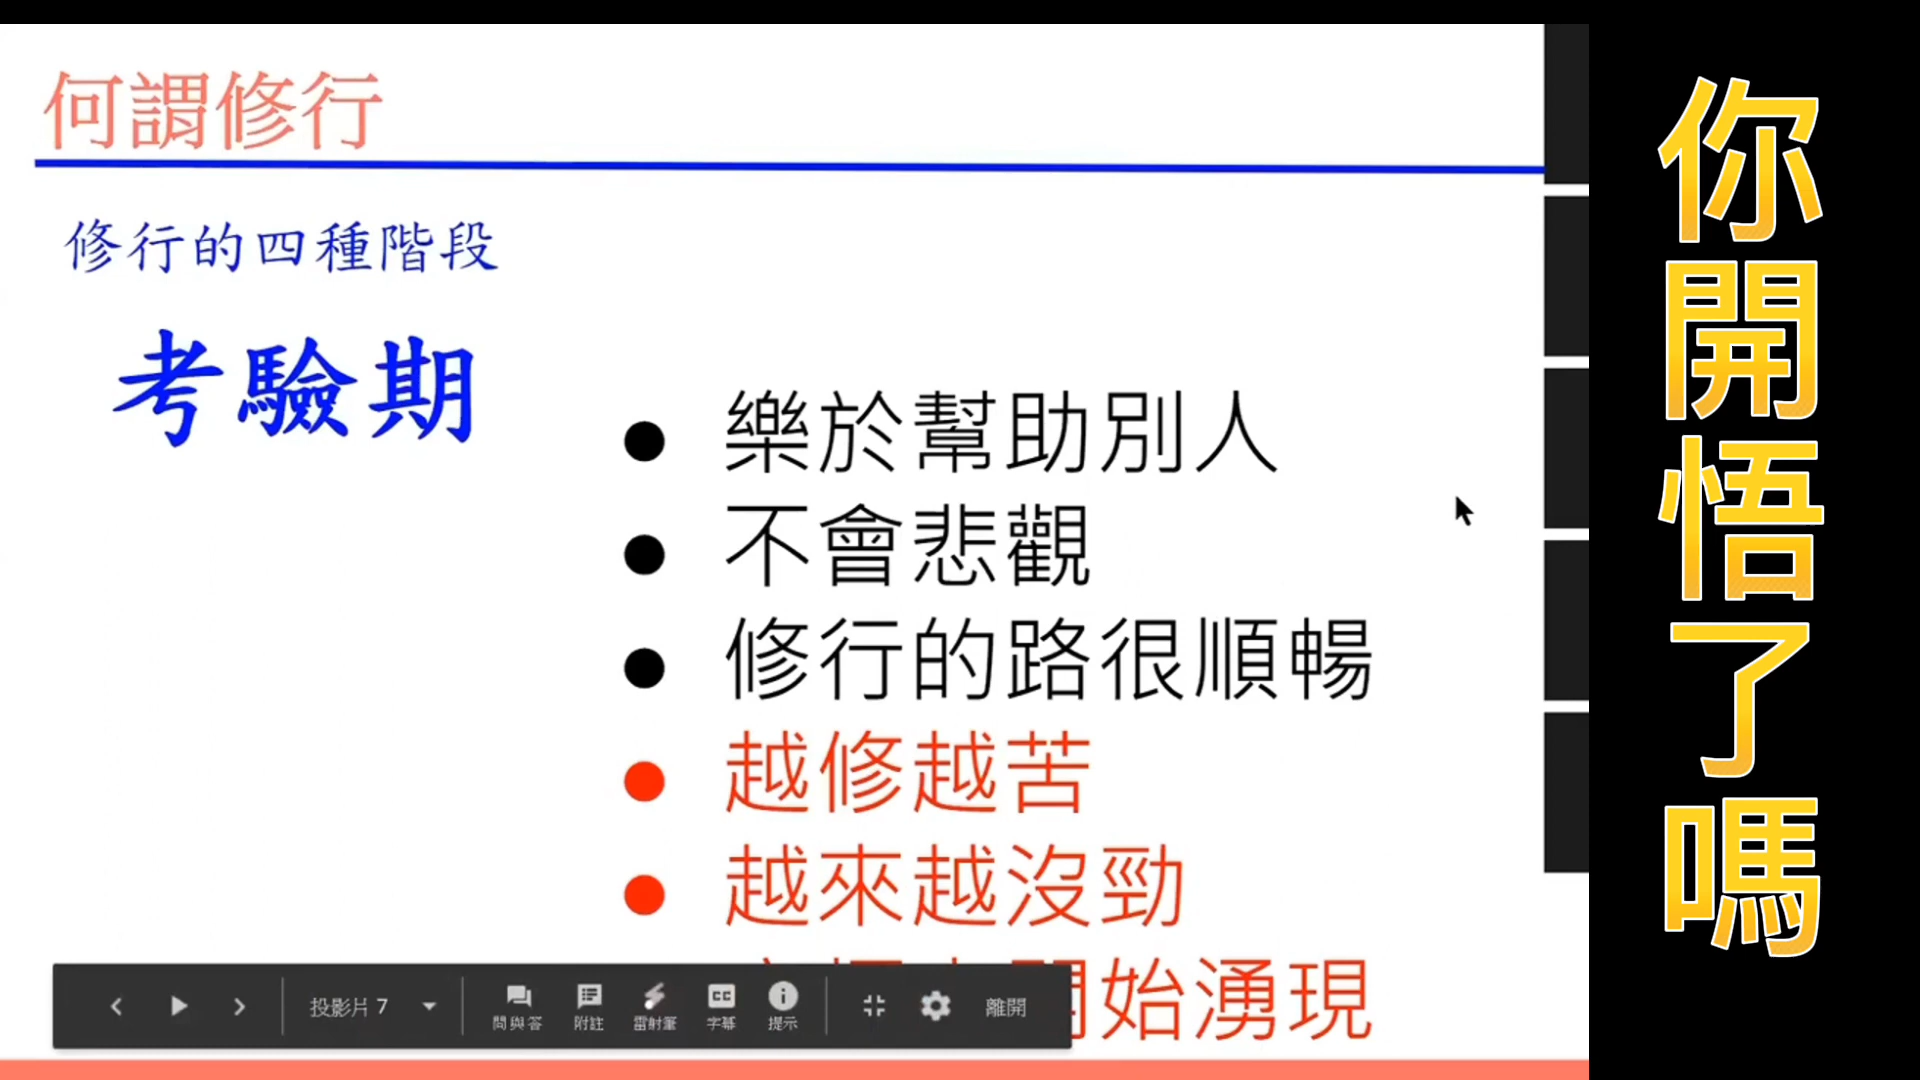 何謂修行
修行的四種階段
考驗期
樂於幫助別人
不會悲觀
修行的路很順暢
越修越苦
越來越沒勁
開始湧現
投影片 7
問與答
附註
雷射筆
CC
字幕
提示
離開
你開悟了嗎